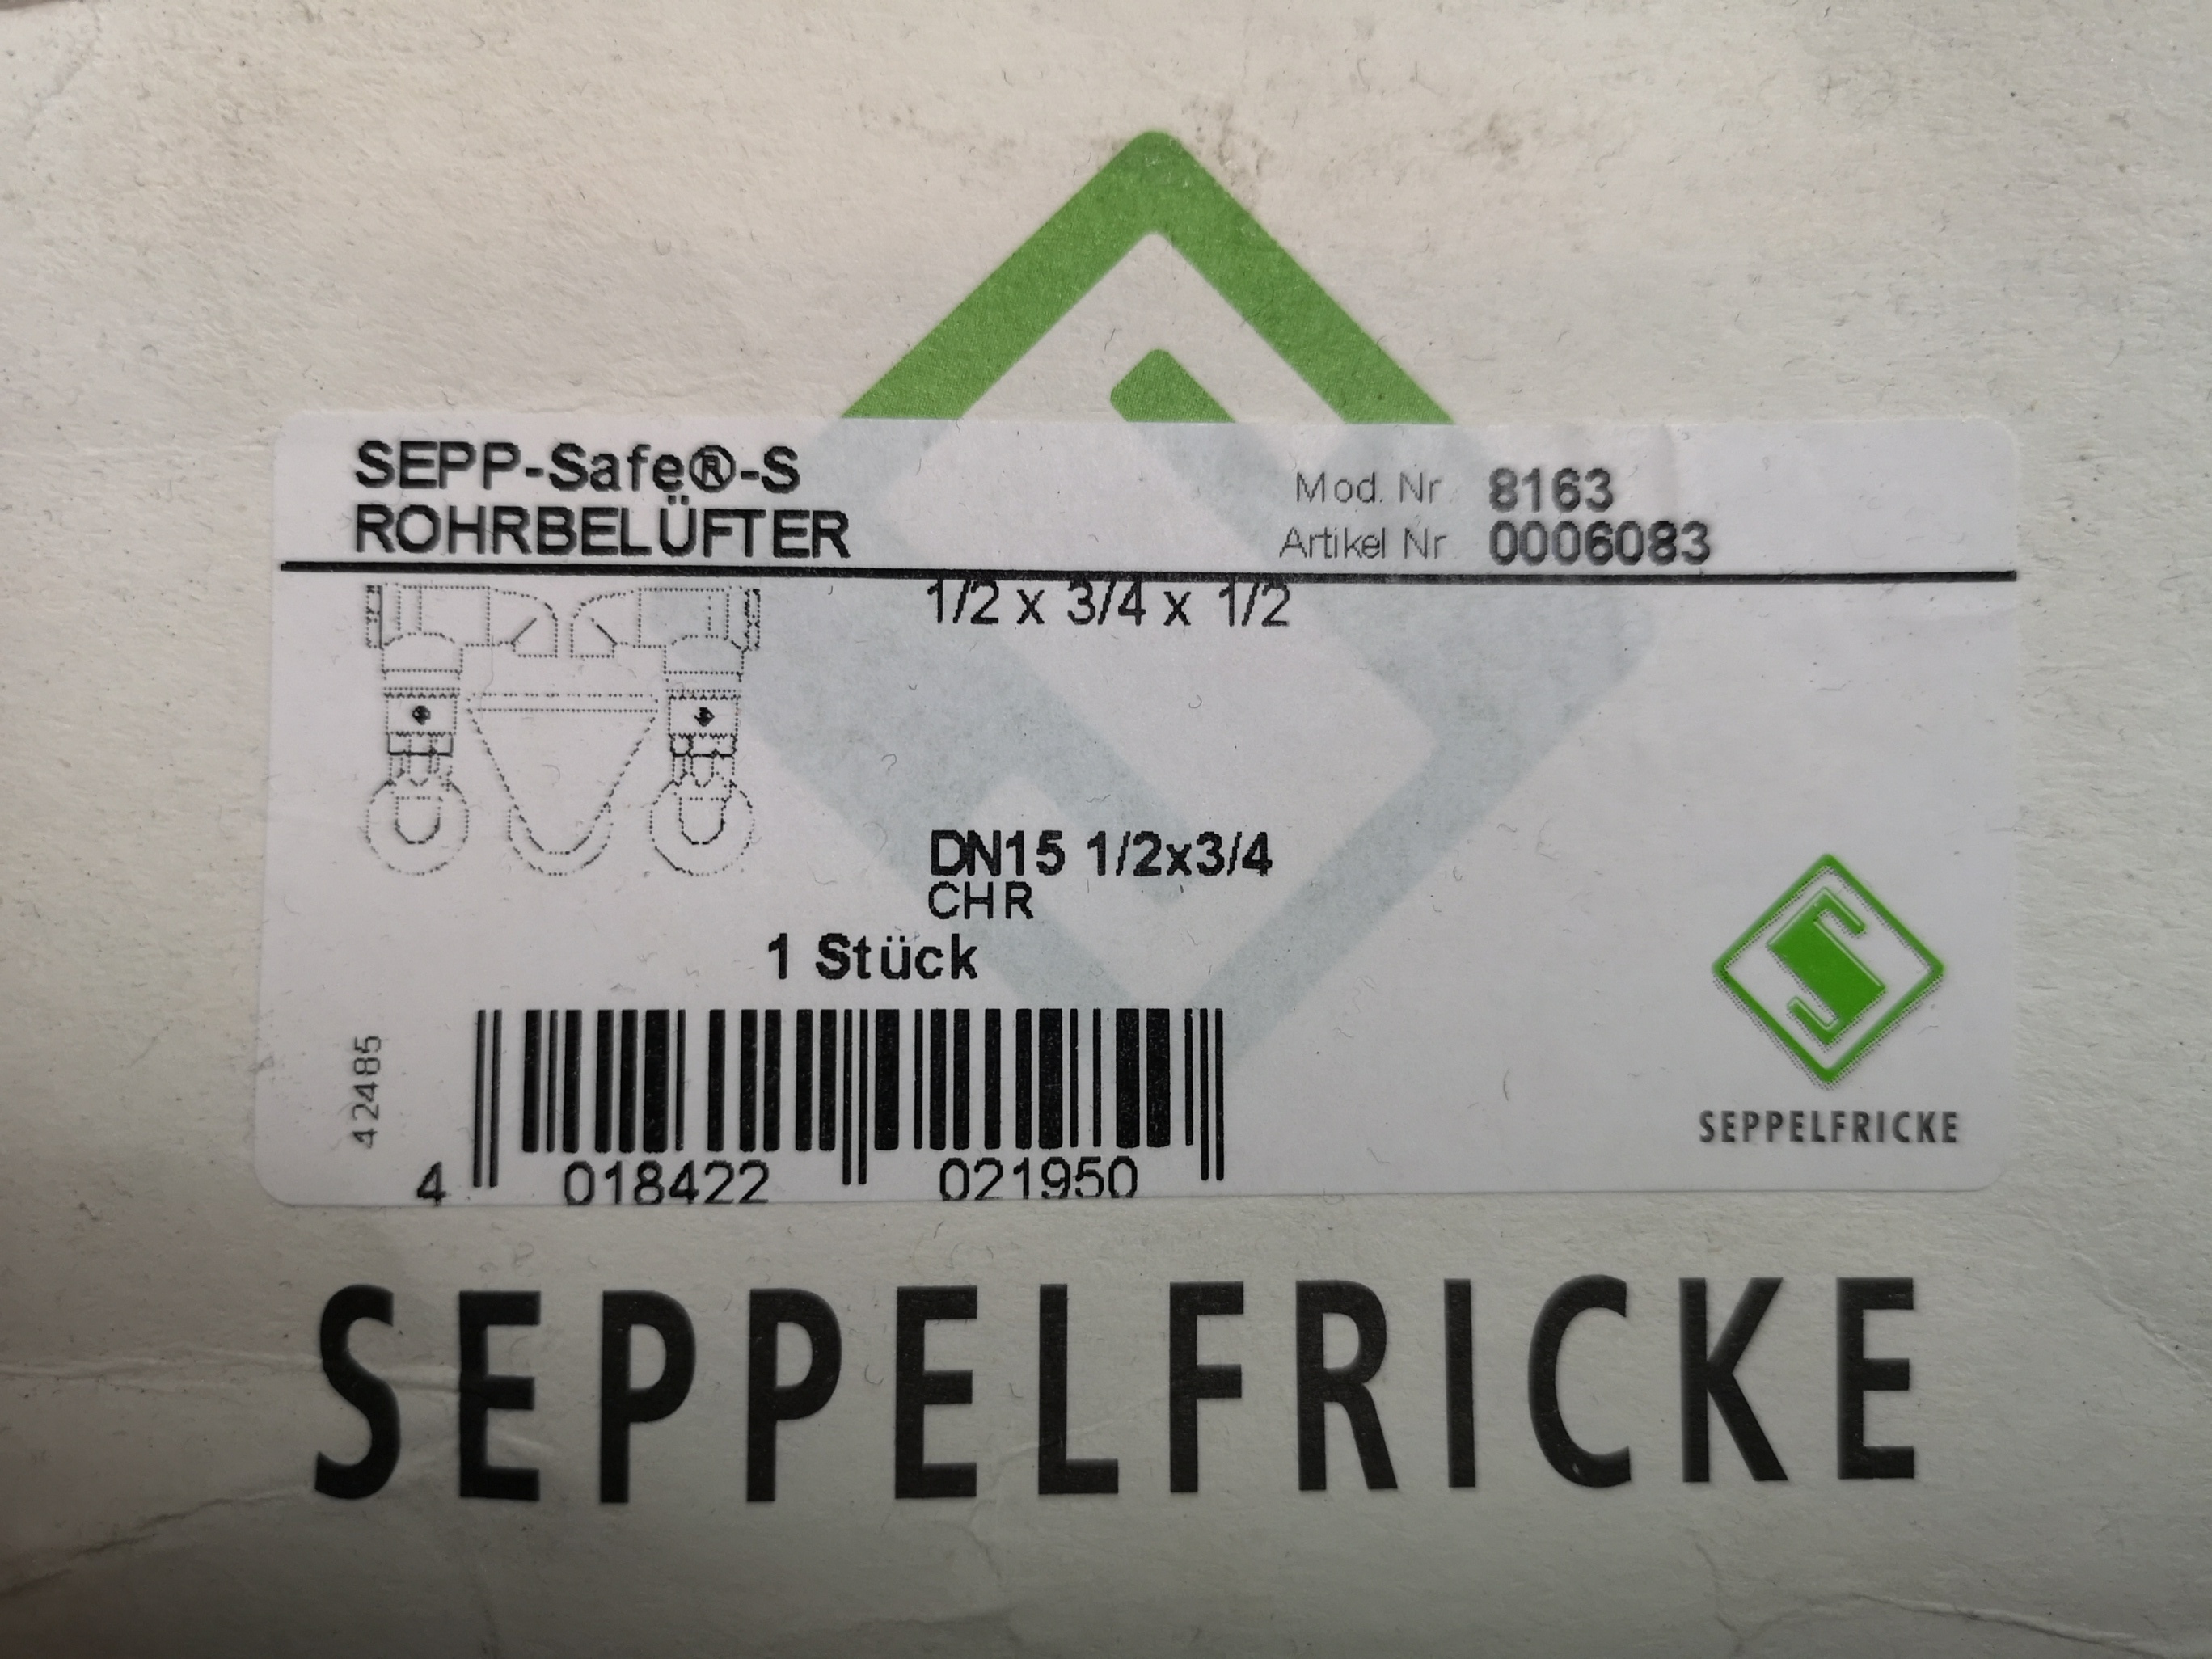 SEPP-Safe®-S
ROHRBELÜFTER
Mod. Nr 8163
Artikel Nr 0006083
1/2 x 3/4 x 1/2
DN15 1/2x3/4
CHR
1 Stück
42485
4 018422 021950
SEPPELFRICKE
SEPPELFRICKE